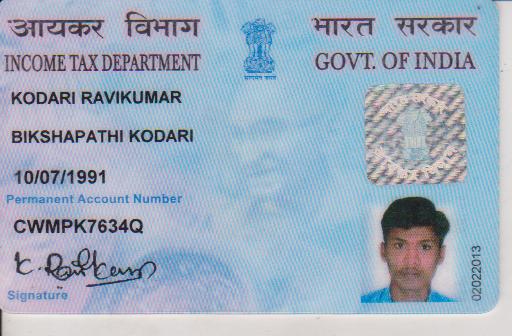 आयकर विभाग
INCOME TAX DEPARTMENT
भारत सरकार
GOVT. OF INDIA
KODARI RAVIKUMAR
BIKSHAPATHI KODARI
10/07/1991
Permanent Account Number
CWMPK7634Q
K. Ravikumar
Signature
02022013